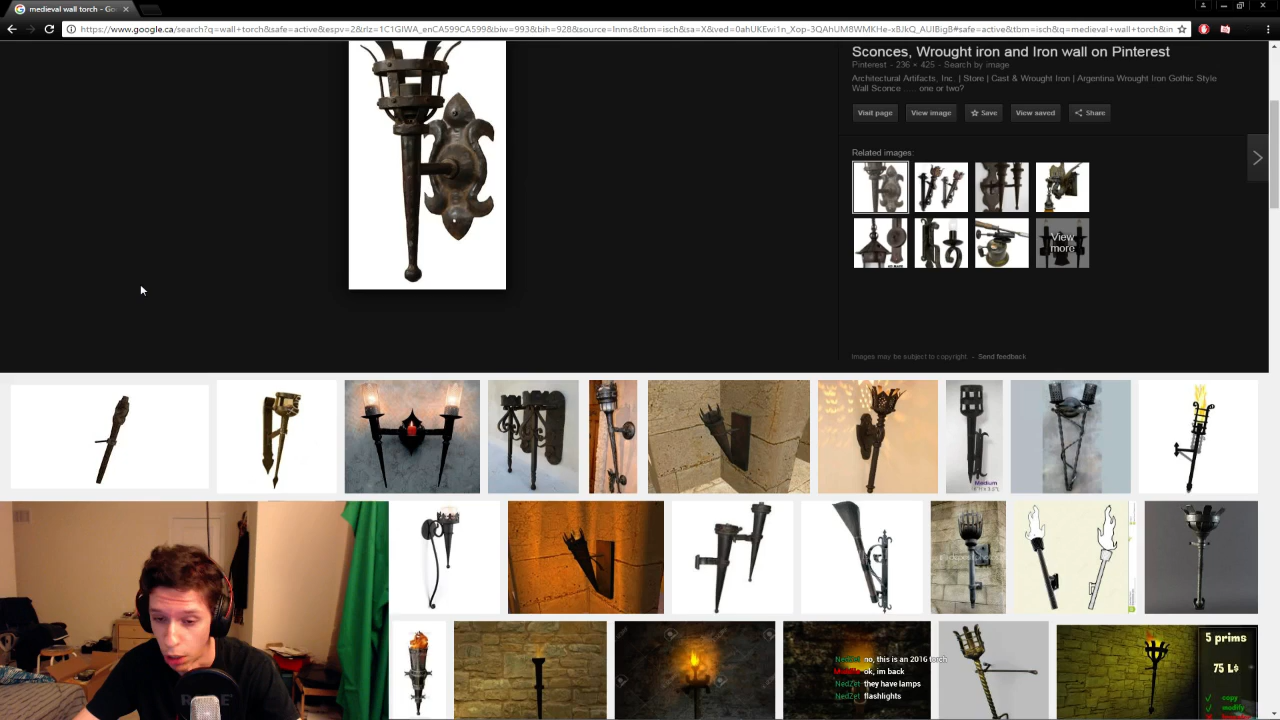 medieval wall torch - Go
https://www.google.ca/search?q=wall+torch&safe=active&espv=2&rlz=1C1GIWA_enCA599CA599&biw=993&bih=928&source=lnms&tbm=isch&sa=X&ved=0ahUKEwi1n_Xop-3QAhUM8WMKHe-xBJkQ_AUIBigB#safe=active&tbm=isch&q=medieval+wall+torch&in
Sconces, Wrought iron and Iron wall on Pinterest
Pinterest - 236 × 425 - Search by image
Architectural Artifacts, Inc. | Store | Cast & Wrought Iron | Argentina Wrought Iron Gothic Style
Wall Sconce ..... one or two?
Visit page View image Save View saved Share
Related images:
View
more
Images may be subject to copyright. - Send feedback
Medium
5 prims
75 L$
copy
modify
no, this is an 2016 torch
ok, im back
NedZet they have lamps
NedZet flashlights